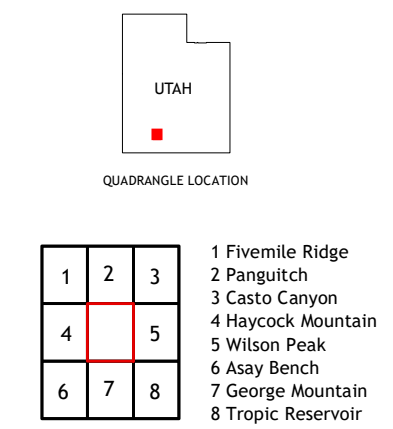 UTAH
QUADRANGLE LOCATION
1 2 3
4 5
6 7 8
1 Fivemile Ridge
2 Panguitch
3 Casto Canyon
4 Haycock Mountain
5 Wilson Peak
6 Asay Bench
7 George Mountain
8 Tropic Reservoir